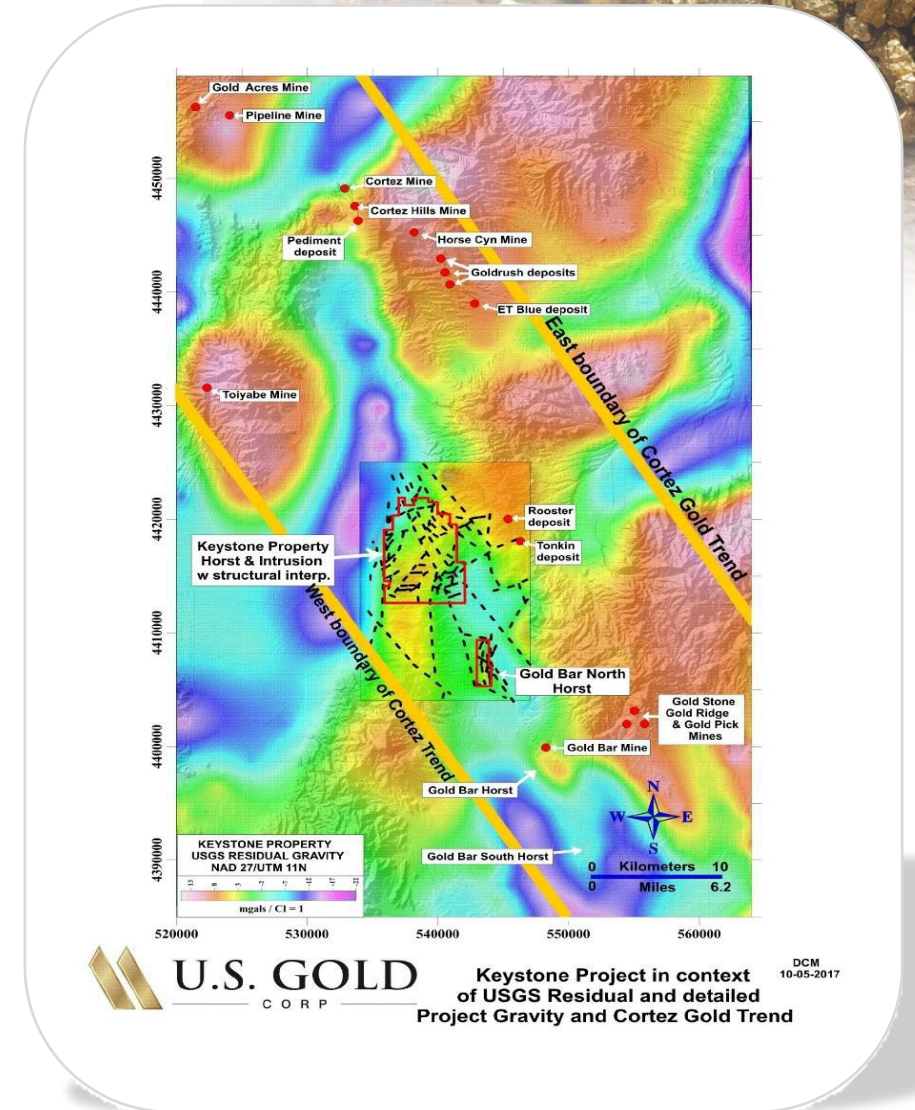 Gold Acres Mine
Pipeline Mine
Cortez Mine
Cortez Hills Mine
Pediment
deposit
Horse Cyn Mine
Goldrush deposits
ET Blue deposit
East boundary of Cortez Gold Trend
Toiyabe Mine
Rooster
deposit
Tonkin
deposit
Keystone Property
Horst & Intrusion
w structural interp.
West boundary of Cortez Trend
Gold Bar North
Horst
Gold Stone
Gold Ridge
& Gold Pick
Mines
Gold Bar Mine
Gold Bar Horst
Gold Bar South Horst
N
W E
S
0 Kilometers 10
0 Miles 6.2
KEYSTONE PROPERTY
USGS RESIDUAL GRAVITY
NAD 27/UTM 11N
mgals / CI = 1
4450000
4440000
4430000
4420000
4410000
4400000
4390000
520000 530000 540000 550000 560000
U.S. GOLD
CORP
Keystone Project in context
of USGS Residual and detailed
Project Gravity and Cortez Gold Trend
DCM
10-05-2017